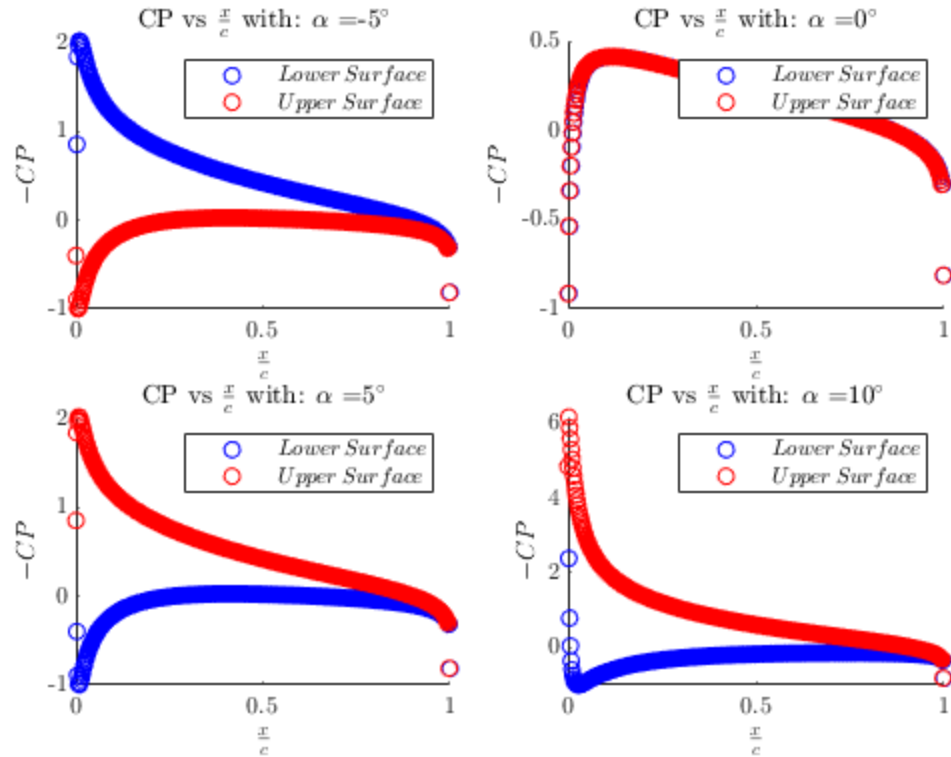 CP vs x/c with: α =-5°
2
1
0
-1
−CP
Lower Surface
Upper Surface
0
0.5
1
x/c
CP vs x/c with: α =0°
0.5
0
-0.5
-1
−CP
Lower Surface
Upper Surface
0
0.5
1
x/c
CP vs x/c with: α =5°
2
1
0
-1
−CP
Lower Surface
Upper Surface
0
0.5
1
x/c
CP vs x/c with: α =10°
6
4
2
0
−CP
Lower Surface
Upper Surface
0
0.5
1
x/c